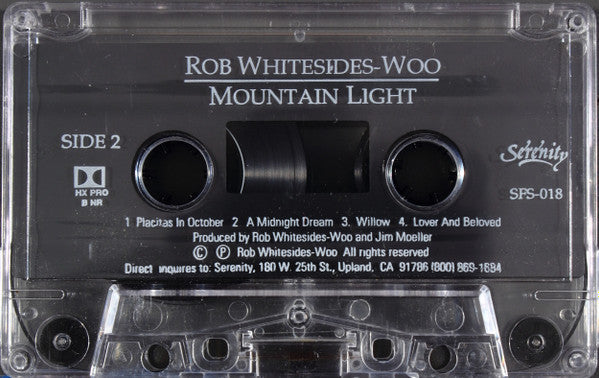 ROB WHITESIDES-WOO
MOUNTAIN LIGHT
SIDE 2
HX PRO
B NR
Serenity
SFS-018
1 Placitas In October 2 A Midnight Dream 3. Willow 4. Lover And Beloved
Produced by Rob Whitesides-Woo and Jim Moeller
© ℗ Rob Whitesides-Woo All rights reserved
Direct inquires to: Serenity, 180 W. 25th St., Upland, CA 91786 (800) 869-1684